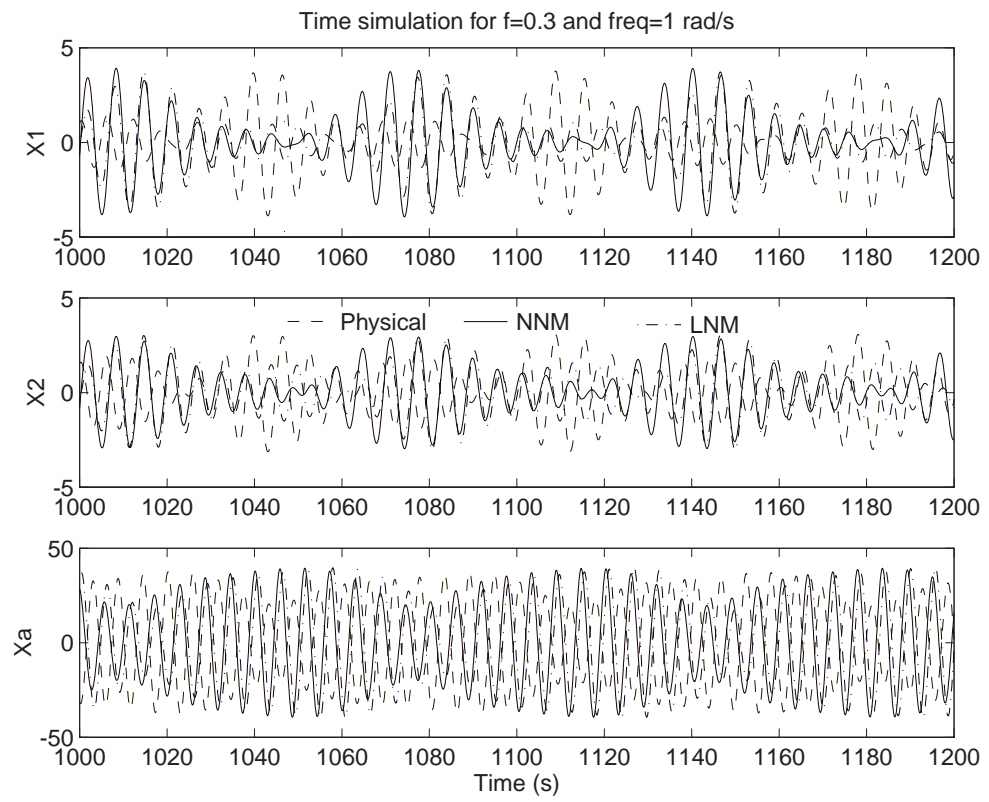 Time simulation for f=0.3 and freq=1 rad/s
5
0
-5
X1
1000 1020 1040 1060 1080 1100 1120 1140 1160 1180 1200
5
0
-5
X2
Physical NNM LNM
1000 1020 1040 1060 1080 1100 1120 1140 1160 1180 1200
50
0
-50
Xa
1000 1020 1040 1060 1080 1100 1120 1140 1160 1180 1200
Time (s)